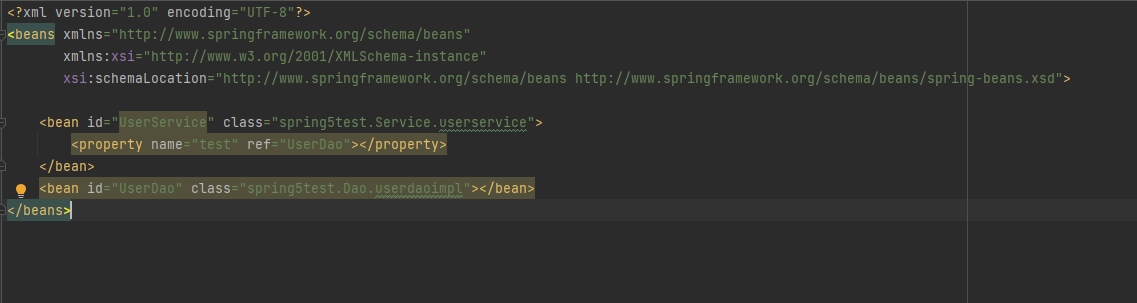 <?xml version="1.0" encoding="UTF-8"?>
<beans xmlns="http://www.springframework.org/schema/beans"
xmlns:xsi="http://www.w3.org/2001/XMLSchema-instance"
xsi:schemaLocation="http://www.springframework.org/schema/beans http://www.springframework.org/schema/beans/spring-beans.xsd">
<bean id="UserService" class="spring5test.Service.userservice">
<property name="test" ref="UserDao"></property>
</bean>
<bean id="UserDao" class="spring5test.Dao.userdaoimpl"></bean>
</beans>